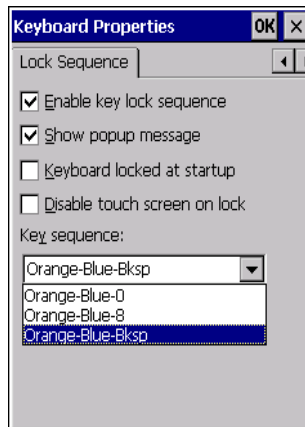 Keyboard Properties OK ×
Lock Sequence
Enable key lock sequence
Show popup message
Keyboard locked at startup
Disable touch screen on lock
Key sequence:
Orange-Blue-Bksp
Orange-Blue-0
Orange-Blue-8
Orange-Blue-Bksp